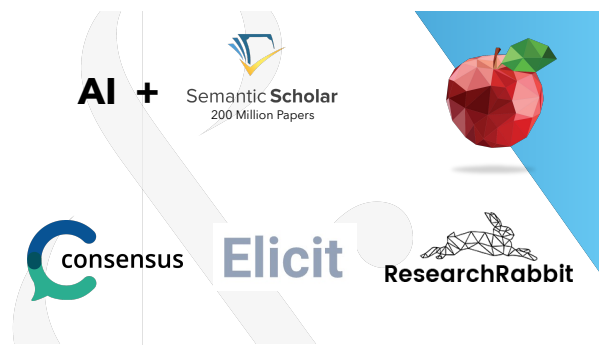 AI +
Semantic Scholar
200 Million Papers
consensus
Elicit
ResearchRabbit